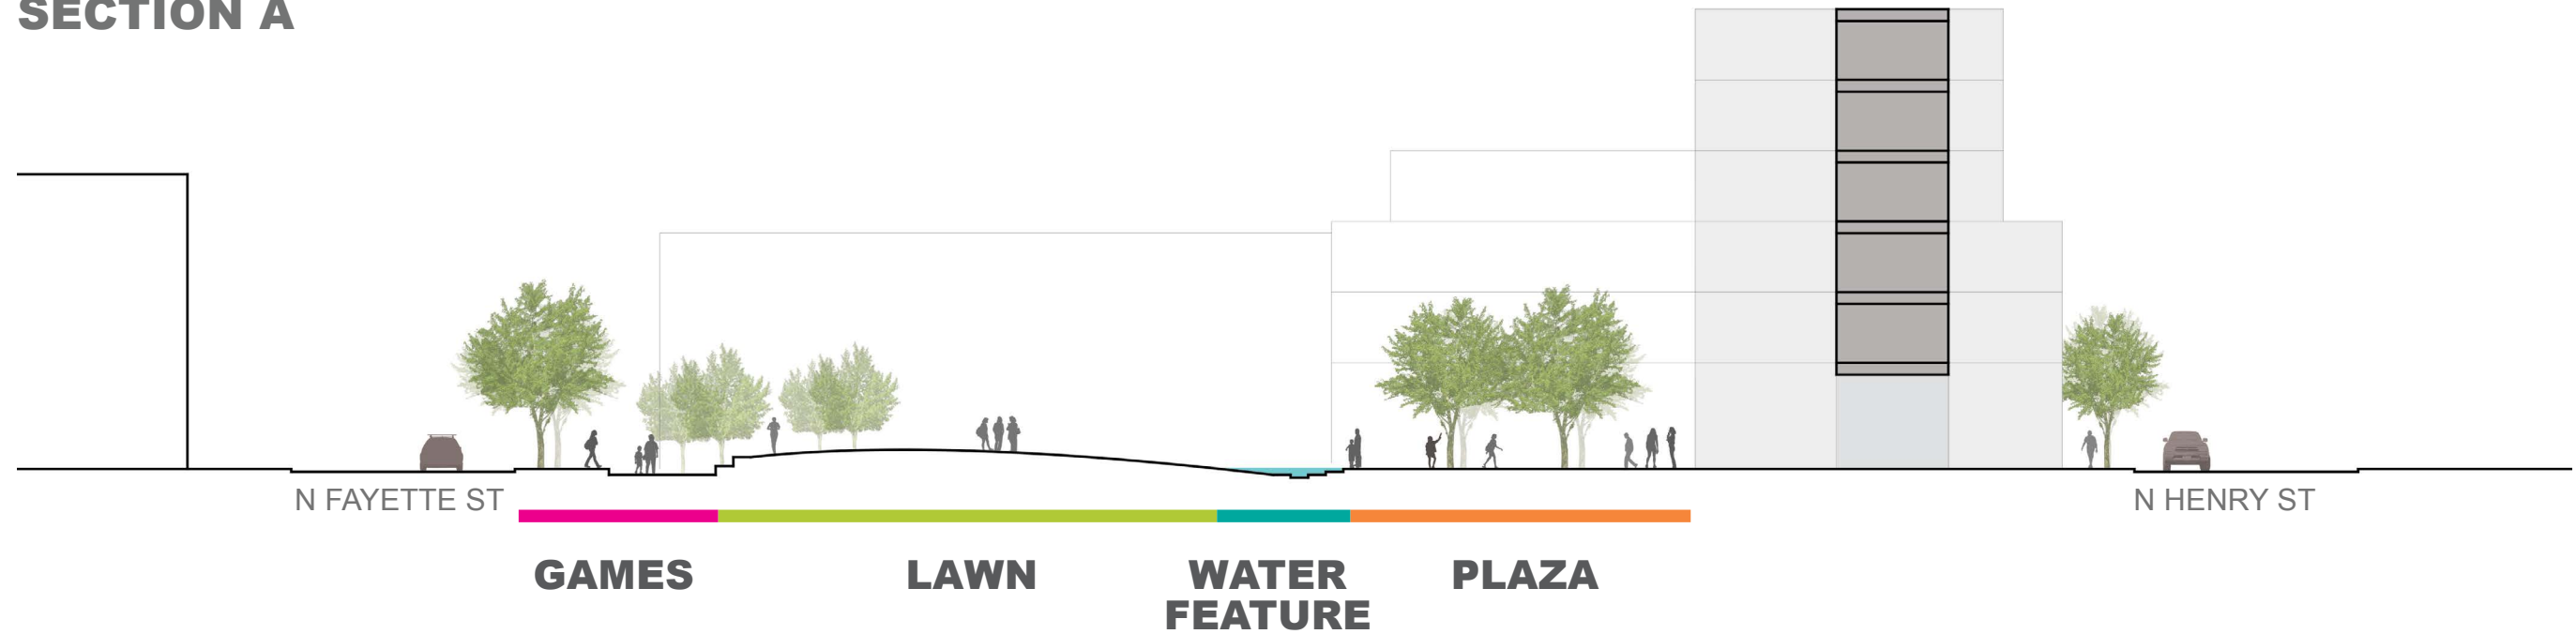 SECTION A
N FAYETTE ST
N HENRY ST
GAMES
LAWN
WATER
FEATURE
PLAZA